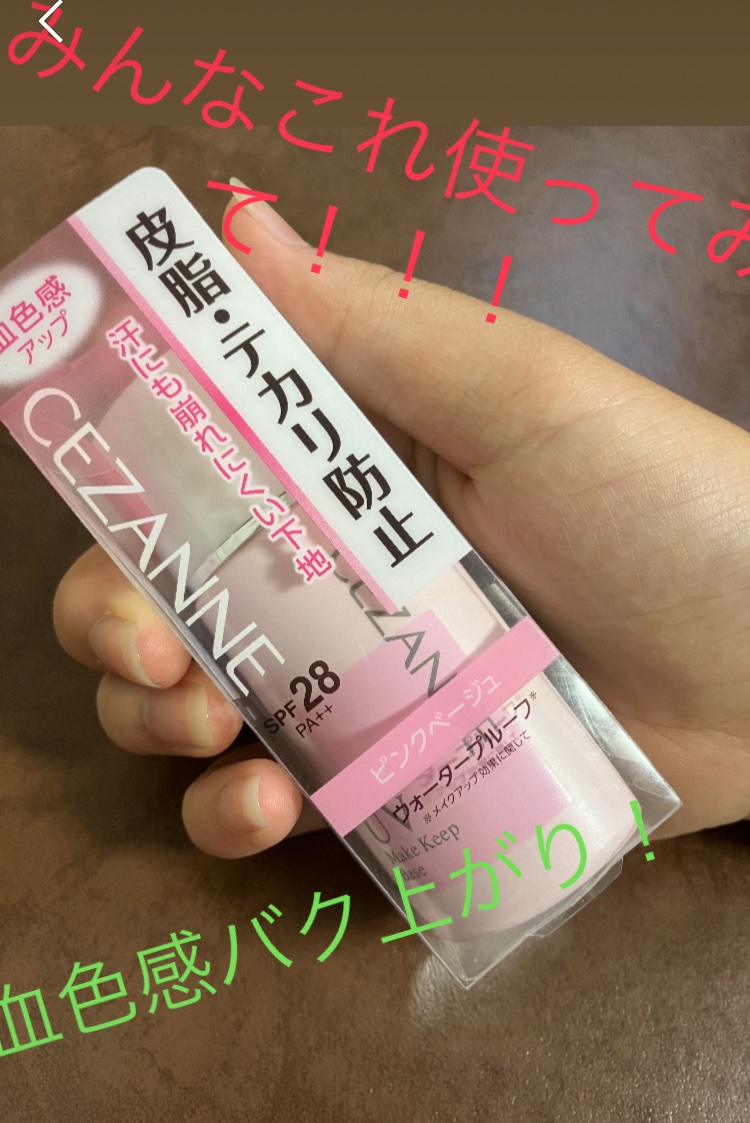 みんなこれ使ってみ
て！！！
皮脂・テカリ防止
汗にも崩れにくい下地
血色感
アップ
CEZANNE
CEZAN
SPF28
PA++
ピンクベージュ
ウォータープルーフ※
※メイクアップ効果に関して
UV
Make Keep
Base
血色感バク上がり！